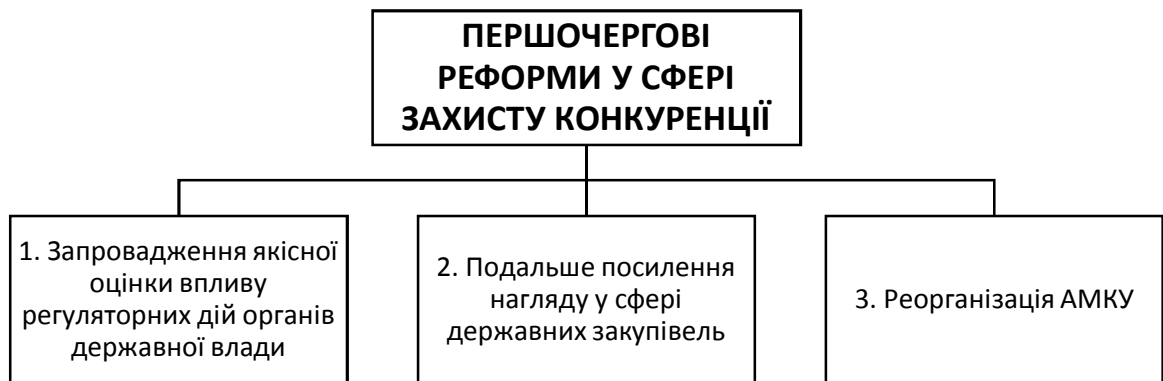 ПЕРШОЧЕРГОВІ
РЕФОРМИ У СФЕРІ
ЗАХИСТУ КОНКУРЕНЦІЇ
1. Запровадження якісної
оцінки впливу
регуляторних дій органів
державної влади
2. Подальше посилення
нагляду у сфері
державних закупівель
3. Реорганізація АМКУ